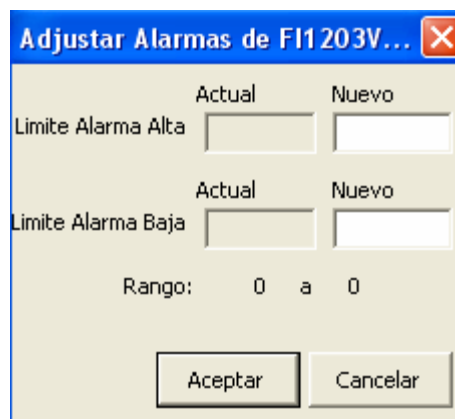 Adjustar Alarmas de FI1203V...
Actual Nuevo
Limite Alarma Alta
Actual Nuevo
Limite Alarma Baja
Rango: 0 a 0
Aceptar Cancelar